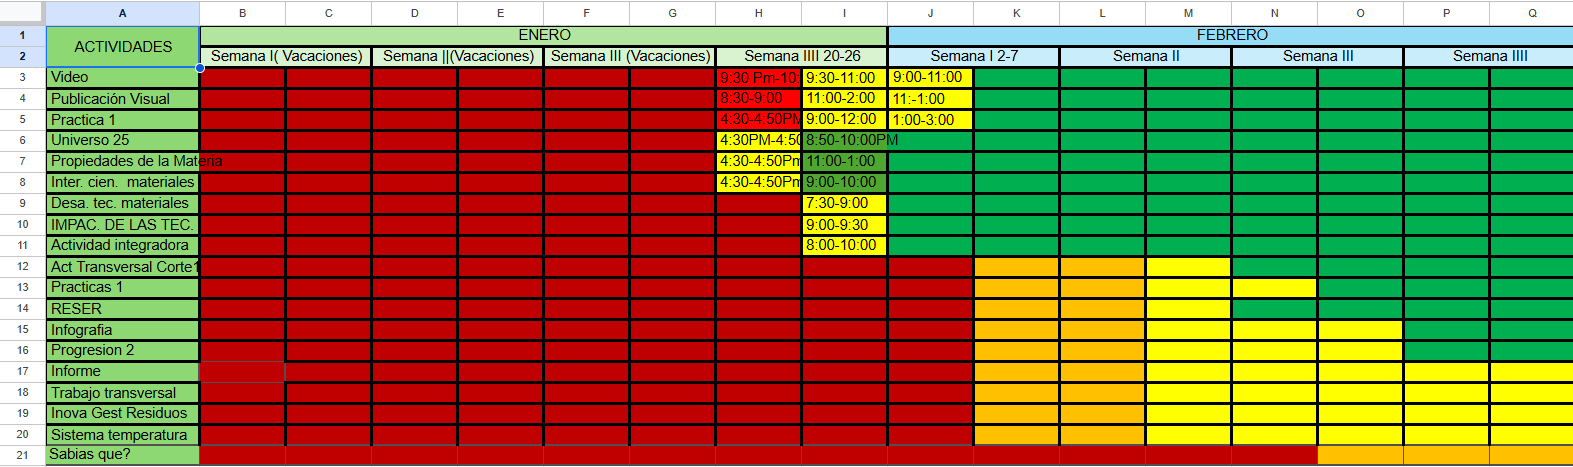 A B C D E F G H I J K L M N O P Q
1 ACTIVIDADES ENERO FEBRERO
2 Semana I( Vacaciones) Semana ||(Vacaciones) Semana III (Vacaciones) Semana IIII 20-26 Semana I 2-7 Semana II Semana III Semana IIII
3 Video 9:30 Pm-10: 9:30-11:00 9:00-11:00
4 Publicación Visual 8:30-9:00 11:00-2:00 11:-1:00
5 Practica 1 4:30-4:50PM 9:00-12:00 1:00-3:00
6 Universo 25 4:30PM-4:50 8:50-10:00PM
7 Propiedades de la Materia 4:30-4:50Pm 11:00-1:00
8 Inter. cien. materiales 4:30-4:50Pm 9:00-10:00
9 Desa. tec. materiales 7:30-9:00
10 IMPAC. DE LAS TEC. 9:00-9:30
11 Actividad integradora 8:00-10:00
12 Act Transversal Corte1
13 Practicas 1
14 RESER
15 Infografia
16 Progresion 2
17 Informe
18 Trabajo transversal
19 Inova Gest Residuos
20 Sistema temperatura
21 Sabias que?